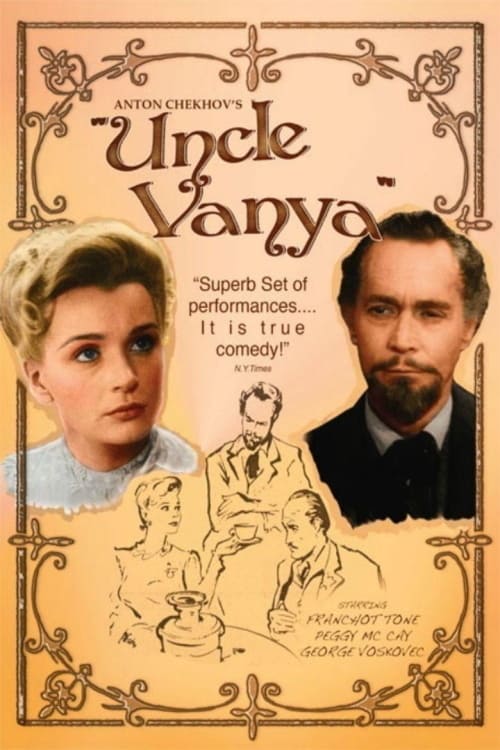 ANTON CHEKHOV'S
"Uncle
Vanya"
“Superb Set of
performances....
It is true
comedy!”
N.Y.Times
STARRING
FRANCHOT TONE
PEGGY MC CAY
GEORGE VOSKOVEC